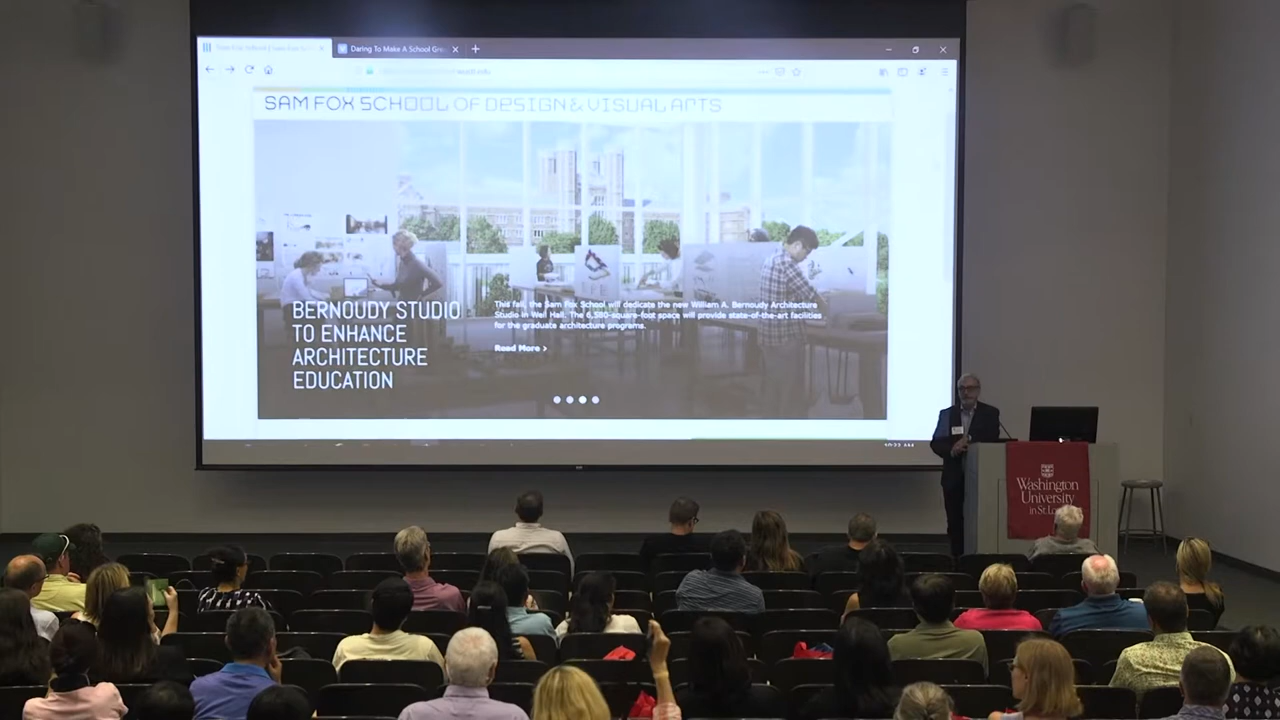 Daring To Make A School Gre
SAM FOX SCHOOL OF DESIGN & VISUAL ARTS
BERNOUDY STUDIO
TO ENHANCE
ARCHITECTURE
EDUCATION
This fall, the Sam Fox School will dedicate the new William A. Bernoudy Architecture
Studio in Weil Hall. The 6,580-square-foot space will provide state-of-the-art facilities
for the graduate architecture programs.
Read More >
Washington
University
in St. Lo